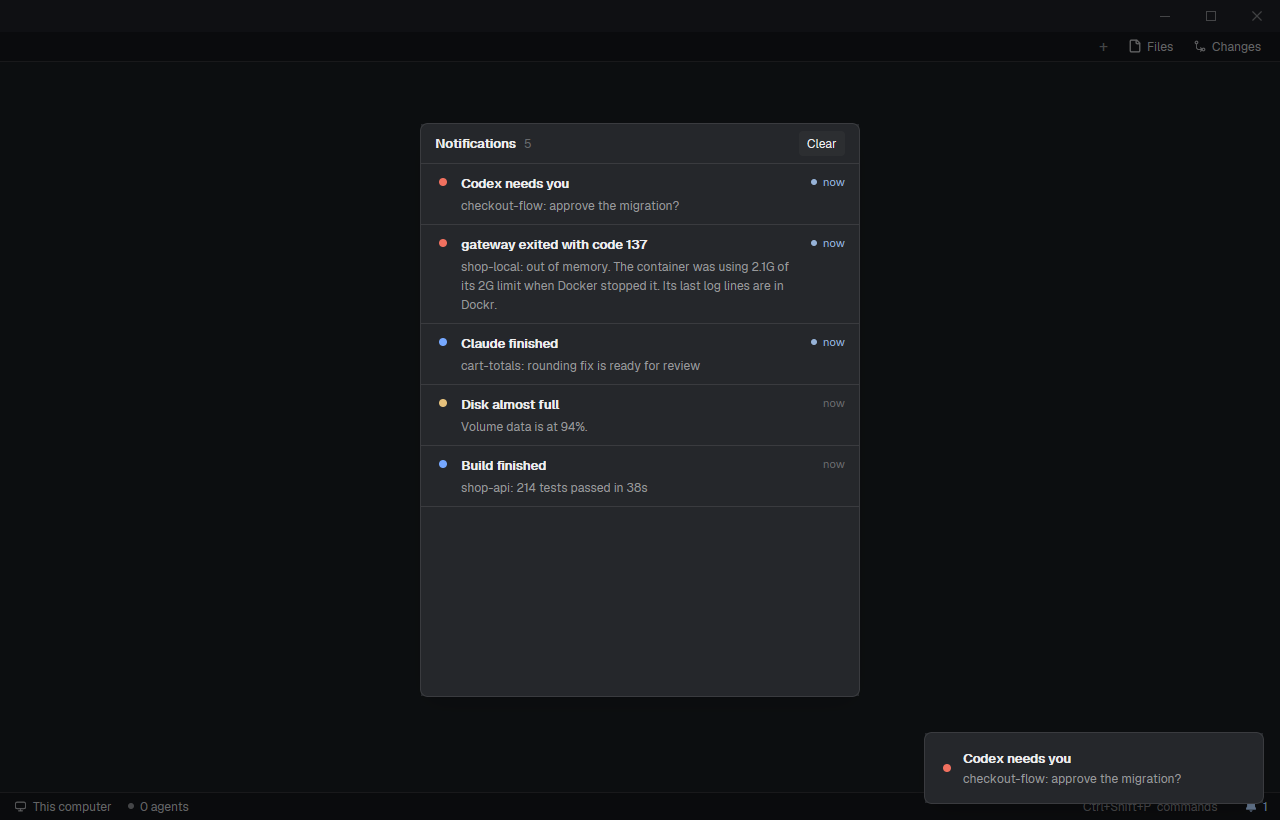 + Files Changes
Notifications 5 Clear
Codex needs you now
checkout-flow: approve the migration?
gateway exited with code 137 now
shop-local: out of memory. The container was using 2.1G of
its 2G limit when Docker stopped it. Its last log lines are in
Dockr.
Claude finished now
cart-totals: rounding fix is ready for review
Disk almost full now
Volume data is at 94%.
Build finished now
shop-api: 214 tests passed in 38s
Codex needs you
checkout-flow: approve the migration?
This computer 0 agents Ctrl+Shift+P commands 1